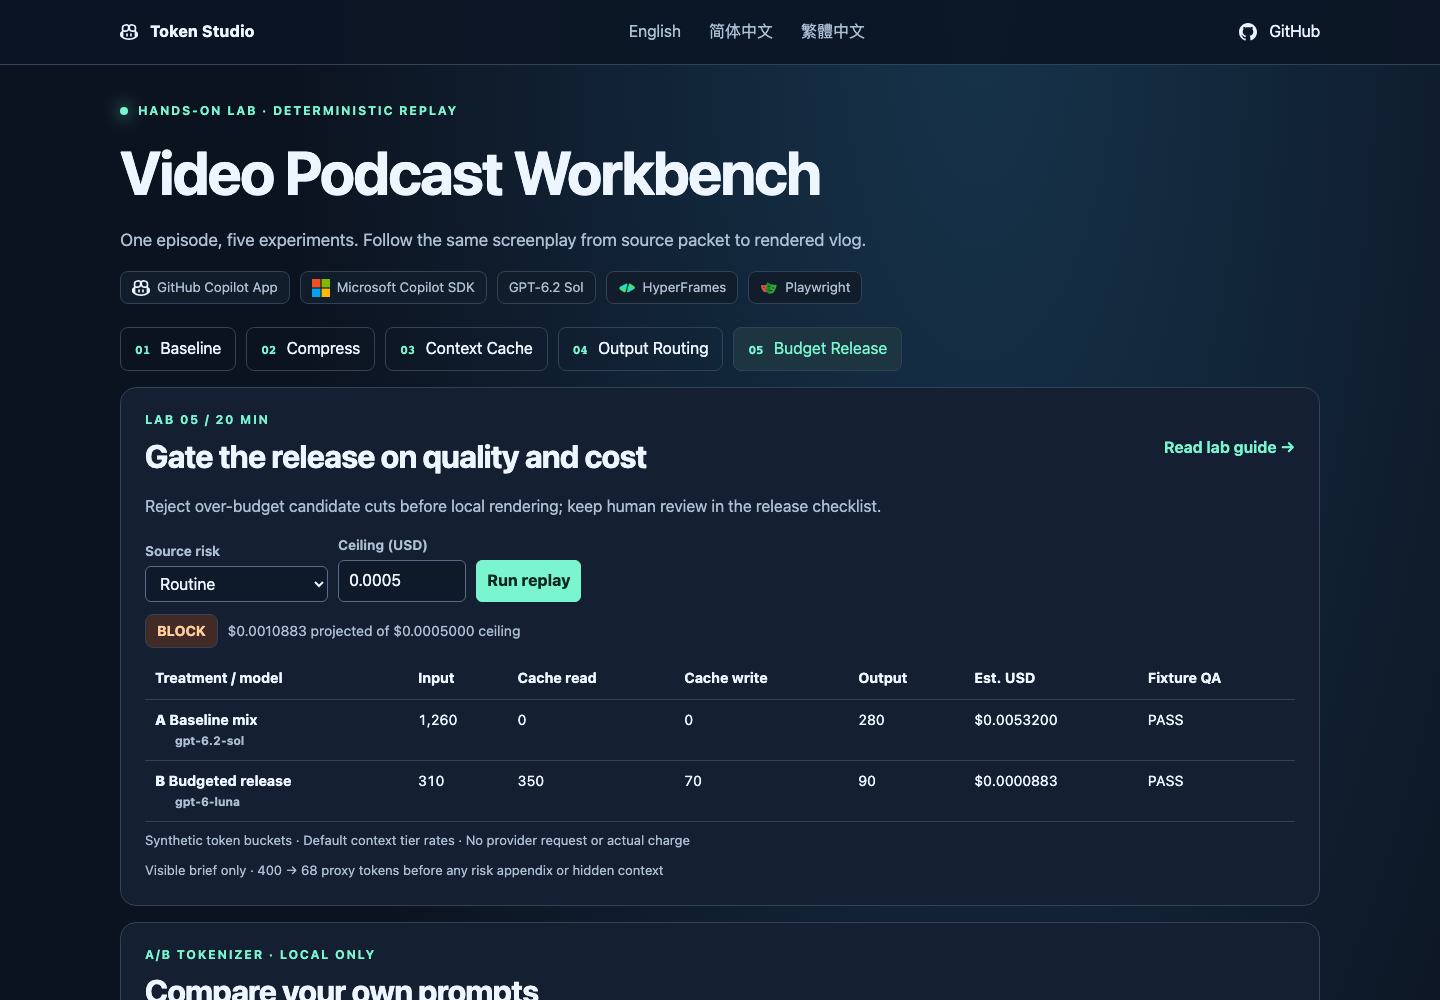 Token Studio
English 简体中文 繁體中文
GitHub
HANDS-ON LAB · DETERMINISTIC REPLAY
Video Podcast Workbench
One episode, five experiments. Follow the same screenplay from source packet to rendered vlog.
GitHub Copilot App Microsoft Copilot SDK GPT-6.2 Sol HyperFrames Playwright
01 Baseline 02 Compress 03 Context Cache 04 Output Routing 05 Budget Release
LAB 05 / 20 MIN
Gate the release on quality and cost
Read lab guide →
Reject over-budget candidate cuts before local rendering; keep human review in the release checklist.
Source risk Ceiling (USD)
Routine 0.0005 Run replay
BLOCK $0.0010883 projected of $0.0005000 ceiling
Treatment / model Input Cache read Cache write Output Est. USD Fixture QA
A Baseline mix 1,260 0 0 280 $0.0053200 PASS
gpt-6.2-sol
B Budgeted release 310 350 70 90 $0.0000883 PASS
gpt-6-luna
Synthetic token buckets · Default context tier rates · No provider request or actual charge
Visible brief only · 400 → 68 proxy tokens before any risk appendix or hidden context
A/B TOKENIZER · LOCAL ONLY
Compare your own prompts